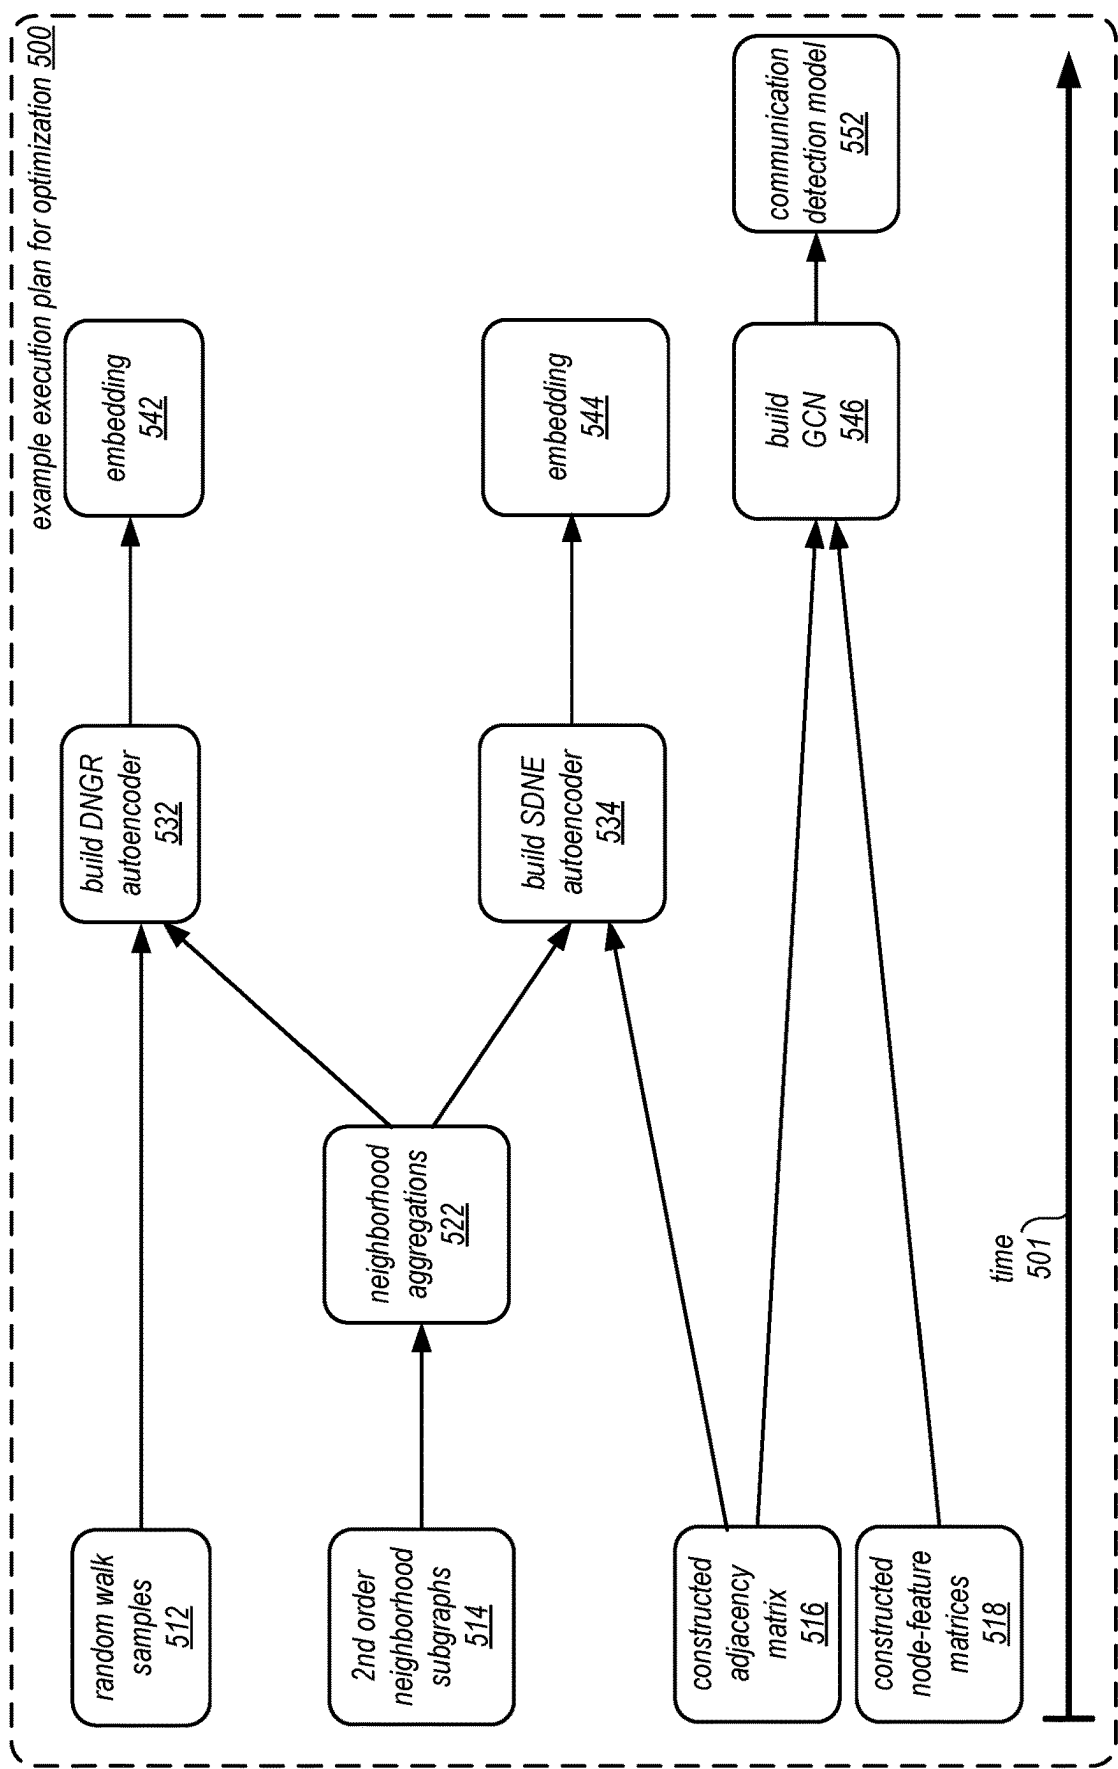 example execution plan for optimization 500
random walk
samples
512
build DNGR
autoencoder
532
embedding
542
2nd order
neighborhood
subgraphs
514
neighborhood
aggregations
522
build SDNE
autoencoder
534
embedding
544
constructed
adjacency
matrix
516
build
GCN
546
communication
detection model
552
constructed
node-feature
matrices
518
time
501